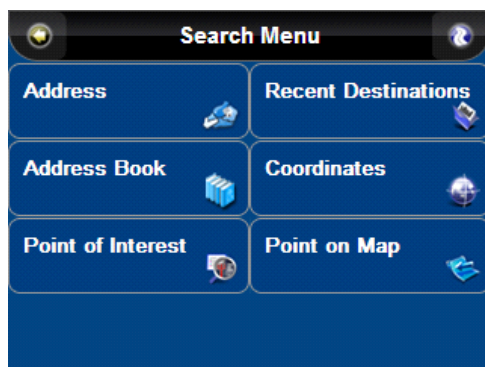 Search Menu
Address
Recent Destinations
Address Book
Coordinates
Point of Interest
Point on Map